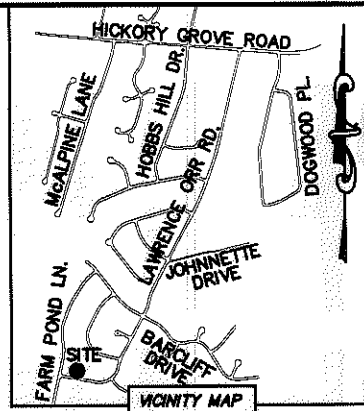 HICKORY GROVE ROAD
McALPINE LANE
HOBBS HILL DR.
DOGWOOD PL.
LAWRENCE ORR RD.
JOHNNETTE
DRIVE
FARM POND LN.
SITE
BARCLIFF
DRIVE
VICINITY MAP